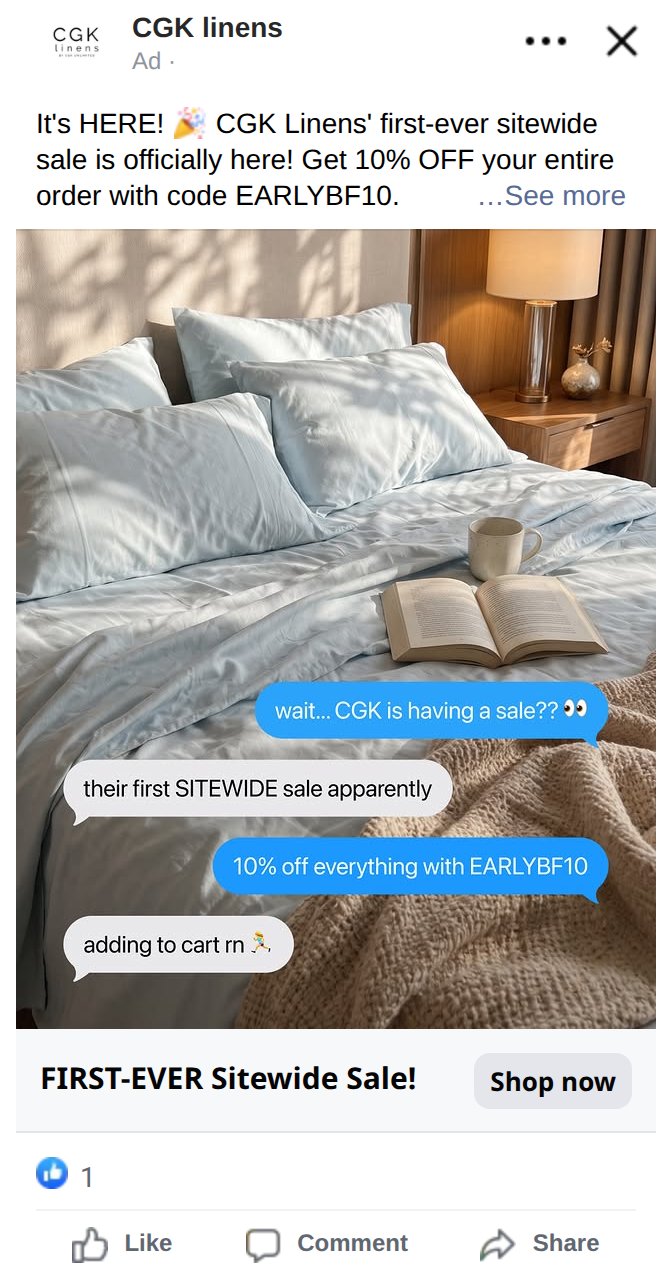 CGK
linens
CGK linens
Ad ·
It's HERE! 🎉 CGK Linens' first-ever sitewide
sale is officially here! Get 10% OFF your entire
order with code EARLYBF10. ...See more
wait... CGK is having a sale?? 👀
their first SITEWIDE sale apparently
10% off everything with EARLYBF10
adding to cart rn 🏃
FIRST-EVER Sitewide Sale!
Shop now
1
Like Comment Share